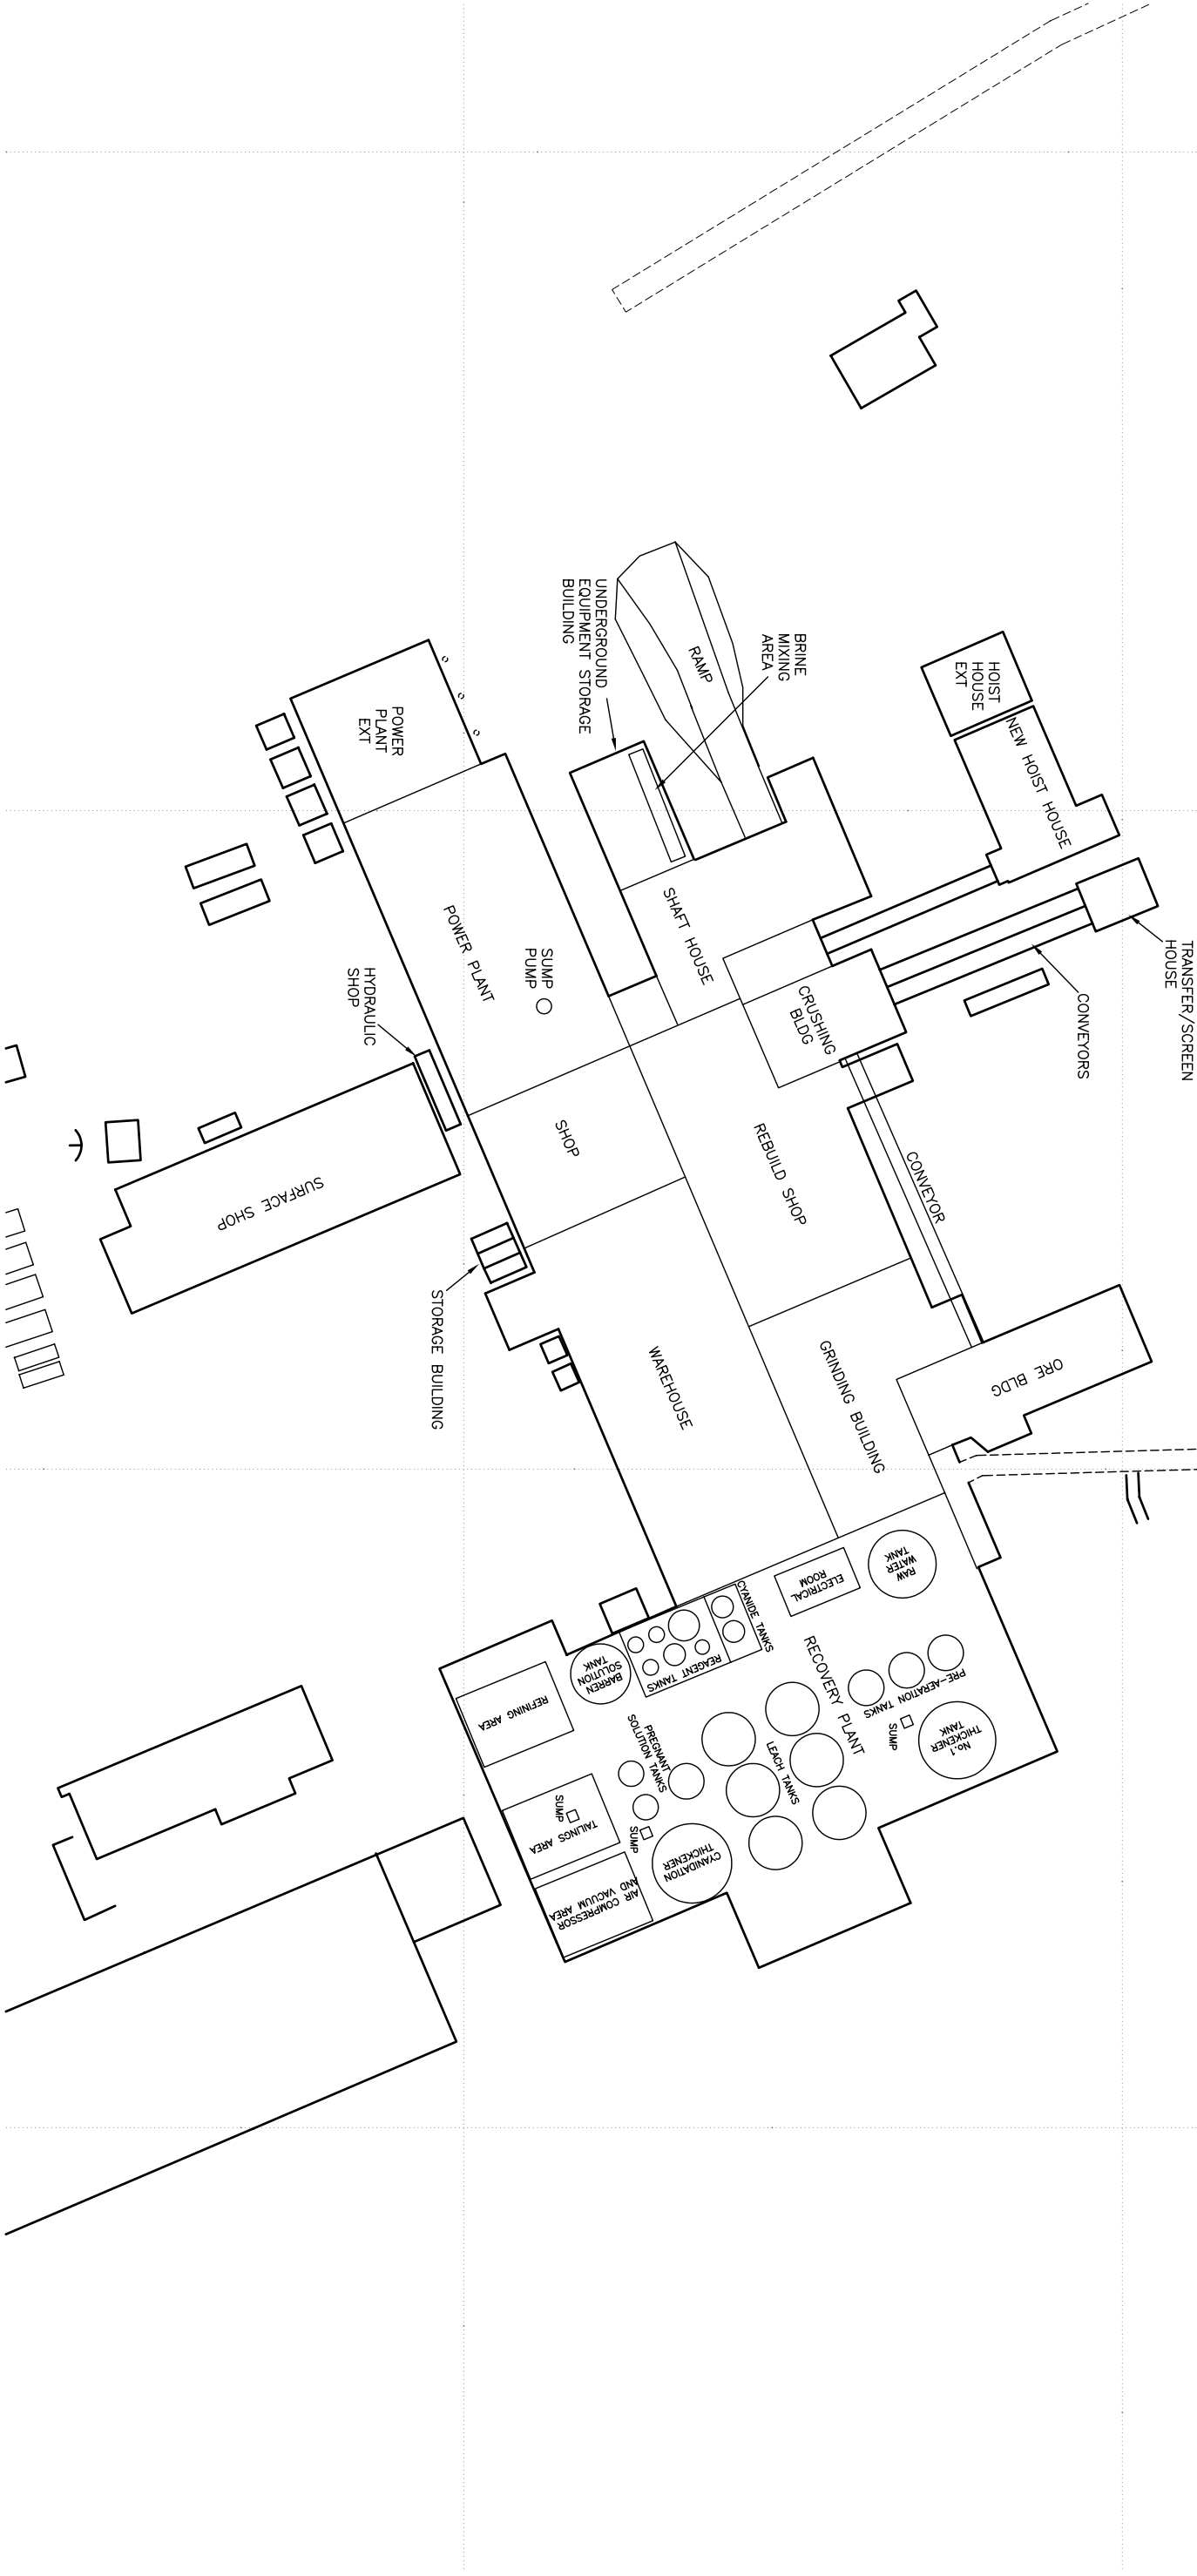 HOIST
HOUSE
EXT
NEW HOIST HOUSE
TRANSFER/SCREEN
HOUSE
CONVEYORS
BRINE
MIXING
AREA
RAMP
UNDERGROUND
EQUIPMENT STORAGE
BUILDING
POWER
PLANT
EXT
SHAFT HOUSE
CRUSHING
BLDG
POWER PLANT
SUMP
PUMP
HYDRAULIC
SHOP
SHOP
REBUILD SHOP
CONVEYOR
SURFACE SHOP
STORAGE BUILDING
WAREHOUSE
GRINDING BUILDING
ORE BLDG
RAW
WATER
TANK
ELECTRICAL
ROOM
CYANIDE TANKS
REAGENT TANKS
BARREN
SOLUTION
TANK
RECOVERY PLANT
PRE-AERATION TANKS
SUMP
No.1
THICKENER
TANK
REFINING AREA
PREGNANT
SOLUTION TANKS
LEACH TANKS
SUMP
TAILINGS AREA
SUMP
CYANIDATION
THICKENER
AIR COMPRESSOR
AND VACUUM AREA